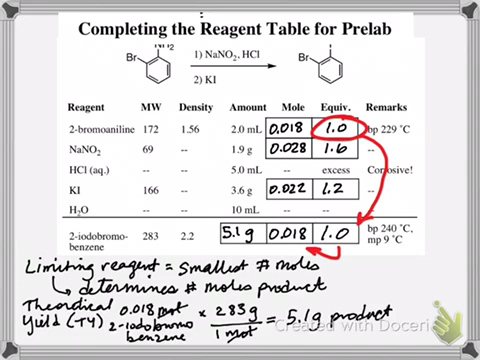 Completing the Reagent Table for Prelab
NH2
Br
1) NaNO2, HCl
2) KI
Br
I
Reagent MW Density Amount Mole Equiv. Remarks
2-bromoaniline 172 1.56 2.0 mL 0.018 1.0 bp 229 ˚C
NaNO2 69 -- 1.9 g 0.028 1.6 --
HCl (aq.) -- -- 5.0 mL excess Corrosive!
KI 166 -- 3.6 g 0.022 1.2 --
H2O -- -- 10 mL -- -- --
2-iodobromo- 283 2.2 5.1g 0.018 1.0 bp 240 ˚C,
benzene mp 9 ˚C
Limiting reagent = smallest # moles
determines # moles product
Theoretical 0.018 mol x 283g = 5.1g product
Yield (TY) 2-iodobromo 1 mol
benzene
Created with Doceri